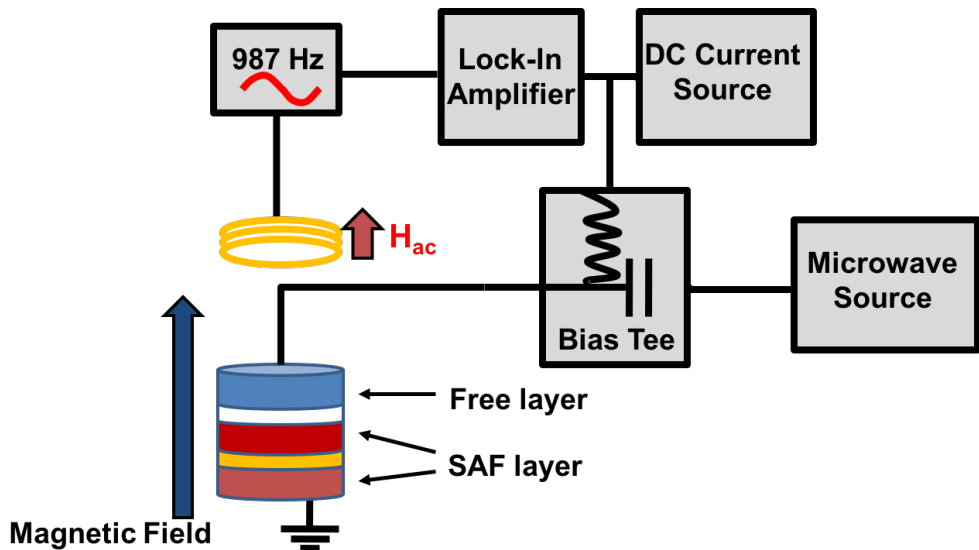 987 Hz
Lock-In
Amplifier
DC Current
Source
Hac
Microwave
Source
Bias Tee
Free layer
SAF layer
Magnetic Field